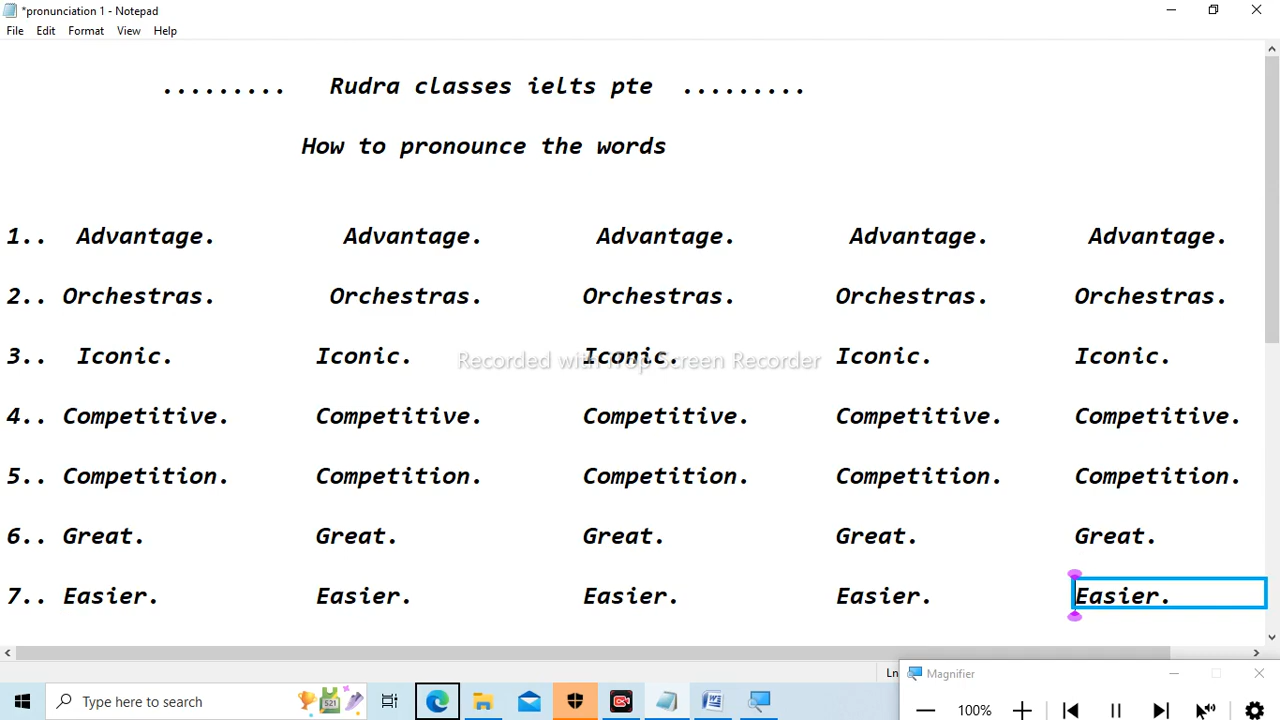 *pronunciation 1 - Notepad
File Edit Format View Help
......... Rudra classes ielts pte .........
How to pronounce the words
1.. Advantage. Advantage. Advantage. Advantage. Advantage.
2.. Orchestras. Orchestras. Orchestras. Orchestras. Orchestras.
3.. Iconic. Iconic. Iconic. Iconic. Iconic.
Recorded with iTop Screen Recorder
4.. Competitive. Competitive. Competitive. Competitive. Competitive.
5.. Competition. Competition. Competition. Competition. Competition.
6.. Great. Great. Great. Great. Great.
7.. Easier. Easier. Easier. Easier. Easier.
Ln
Magnifier
Type here to search
521
100%